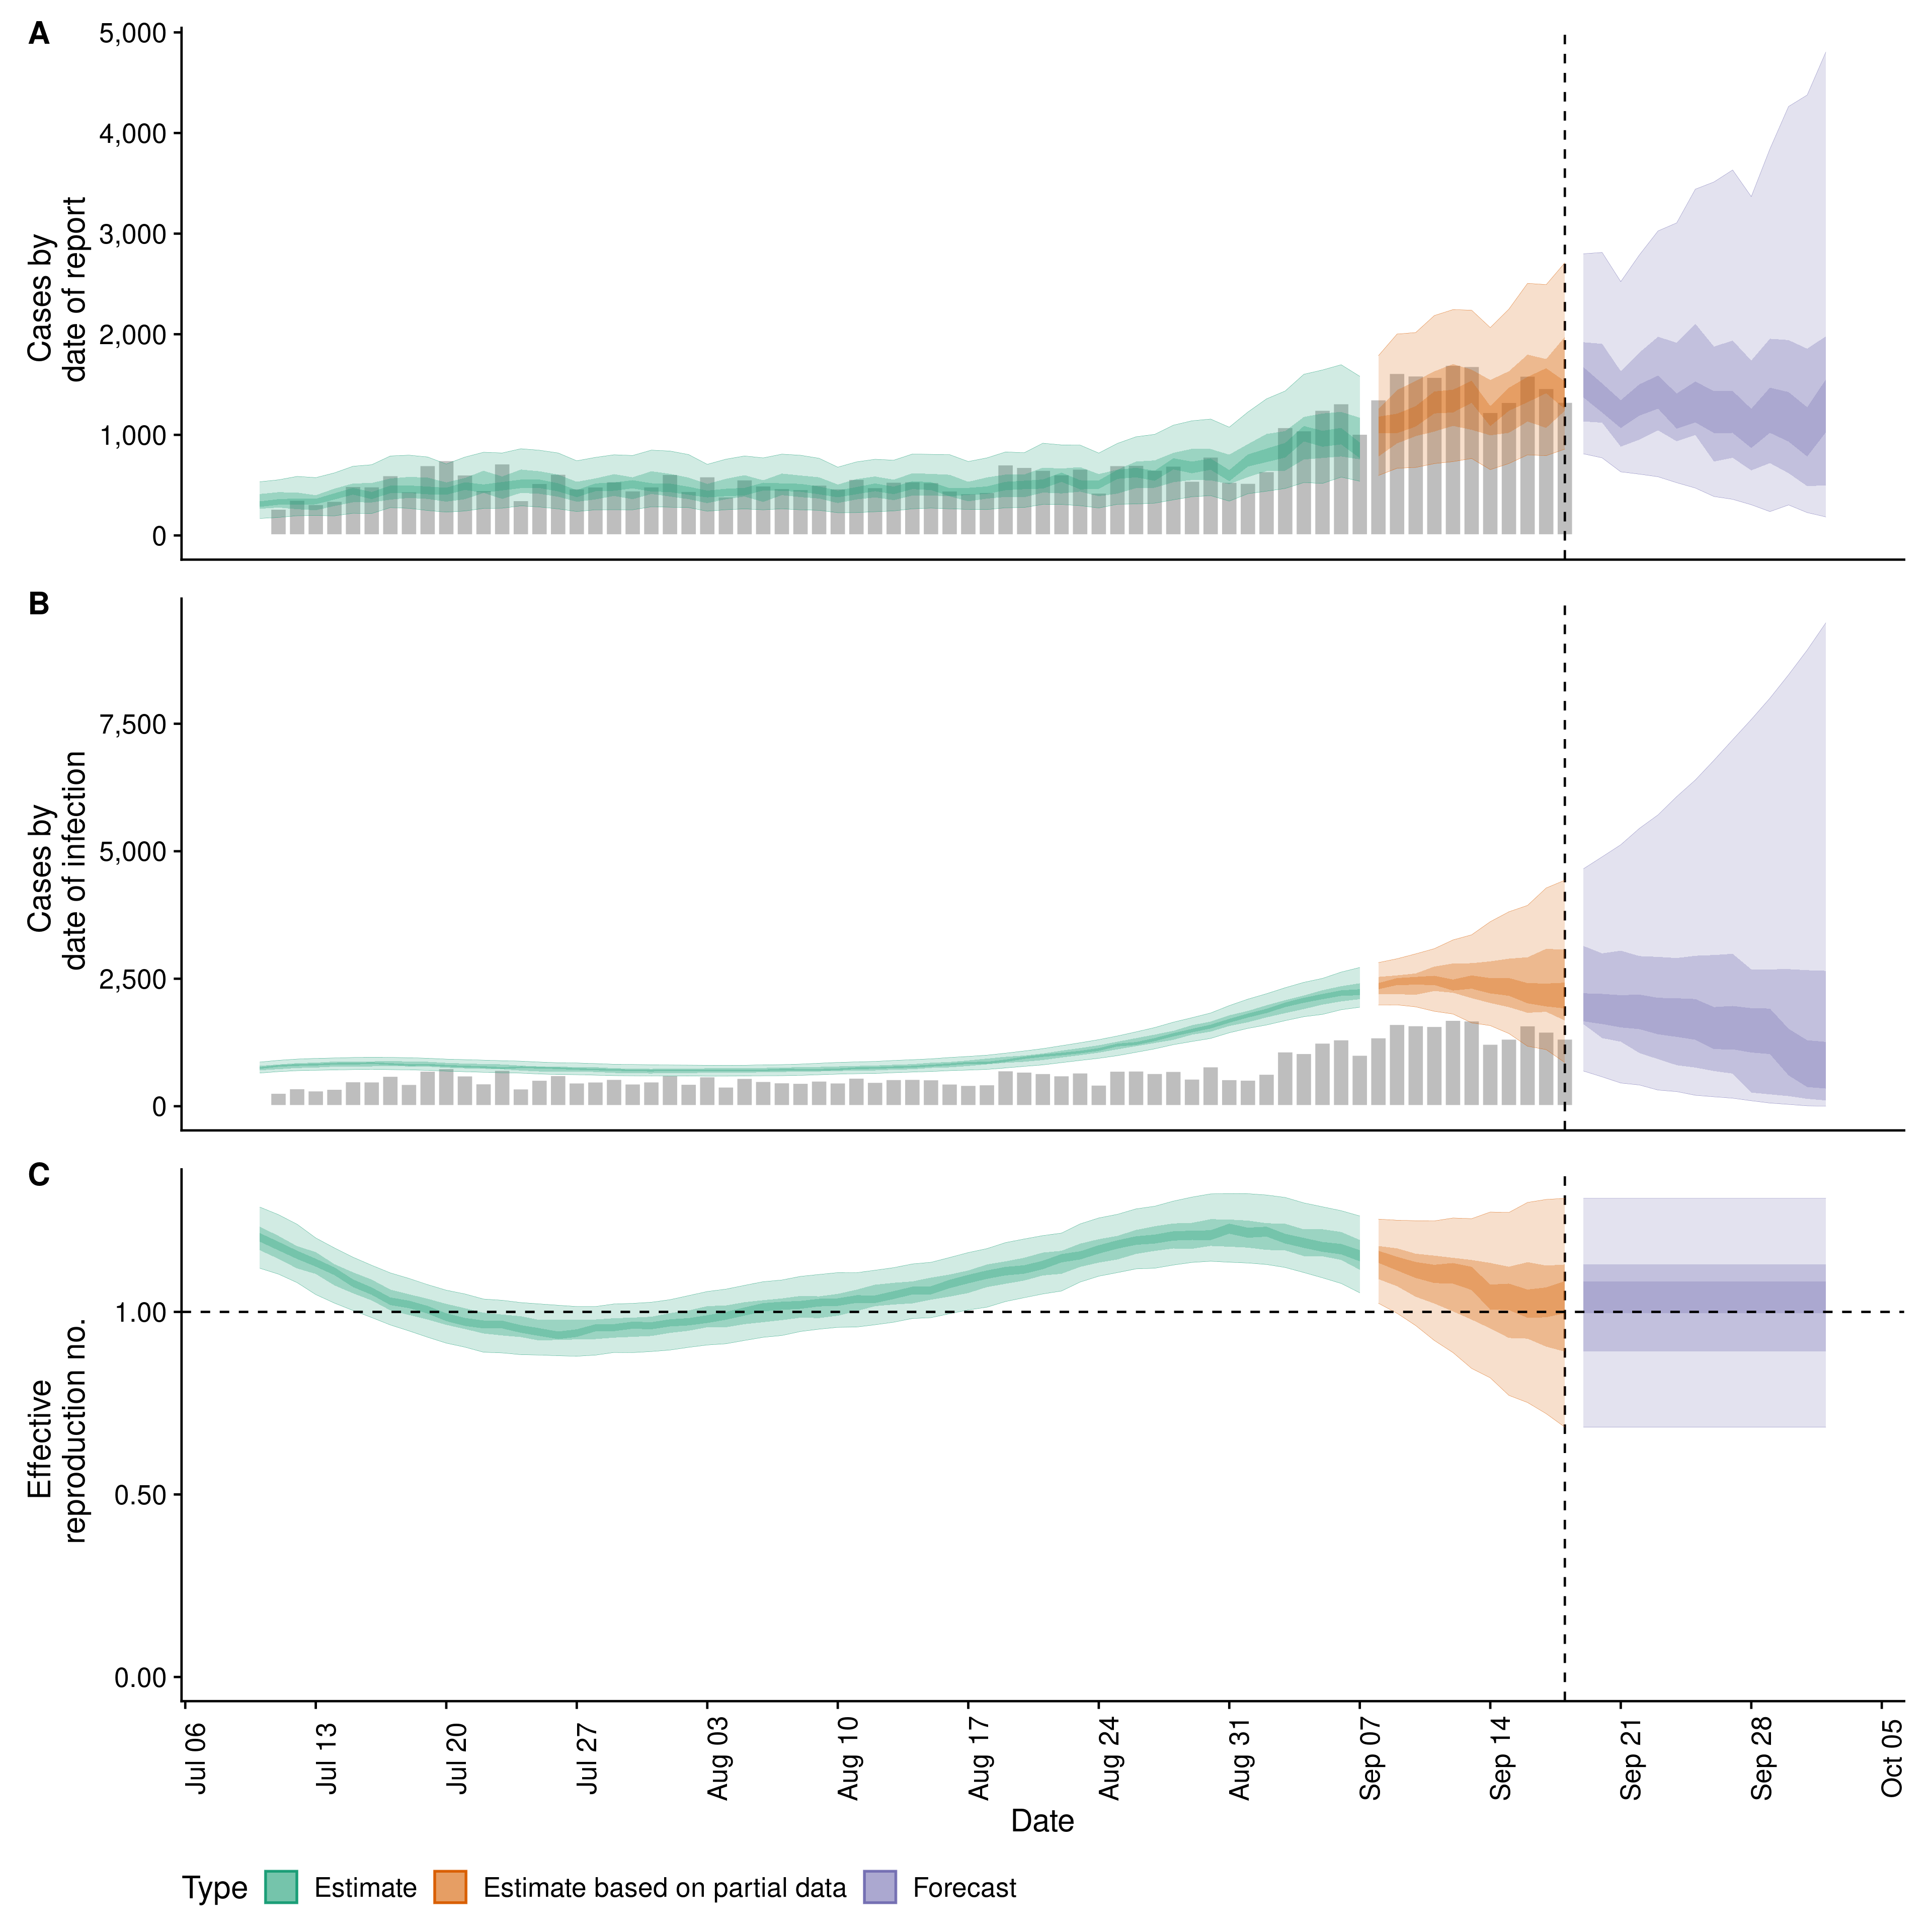 A
5,000
4,000
3,000
2,000
1,000
0
Cases by
date of report
B
7,500
5,000
2,500
0
Cases by
date of infection
C
1.00
0.50
0.00
Effective
reproduction no.
Jul 06
Jul 13
Jul 20
Jul 27
Aug 03
Aug 10
Aug 17
Aug 24
Aug 31
Sep 07
Sep 14
Sep 21
Sep 28
Oct 05
Date
Type Estimate Estimate based on partial data Forecast